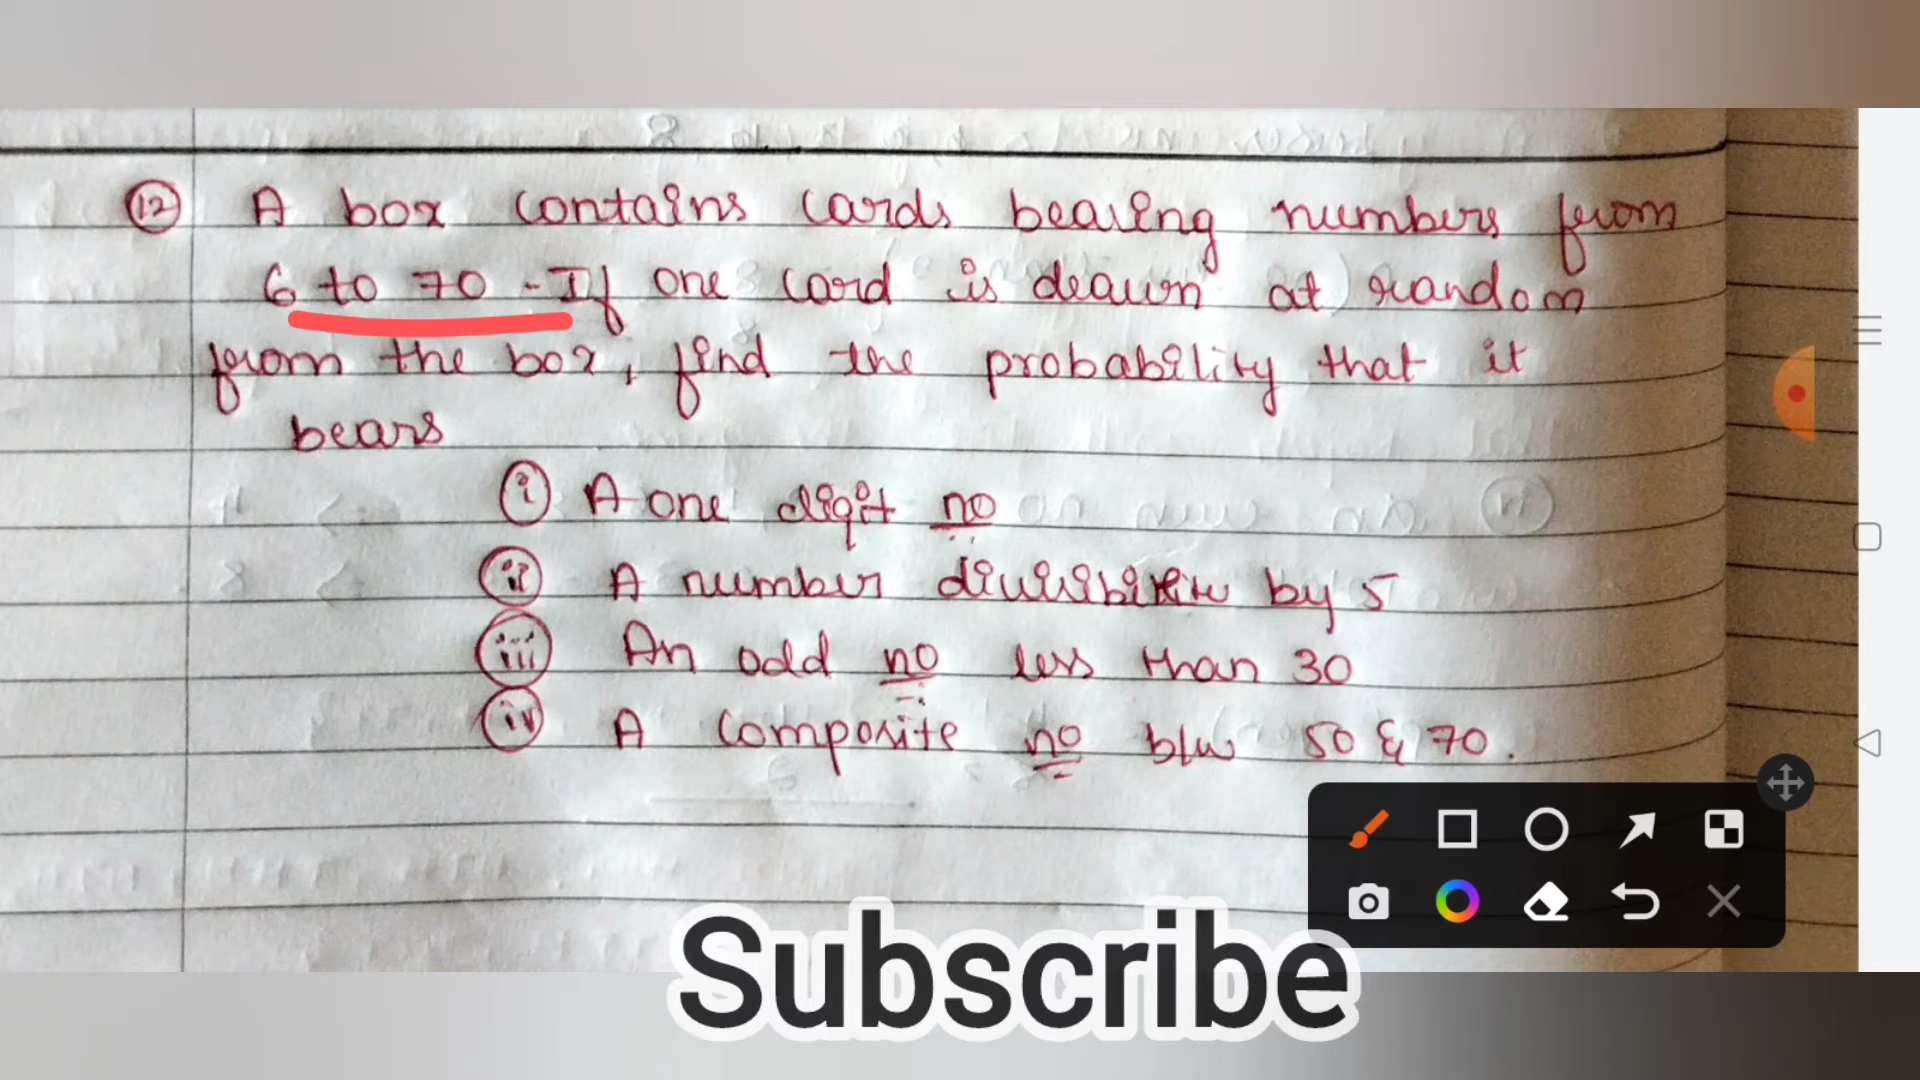 12 A box contains cards bearing numbers from
6 to 70 - If one card is drawn at random
from the box, find the probability that it
bears
i A one digit no
ii A number divisible by 5
iii An odd no less than 30
iv A composite no b/w 50 & 70.
Subscribe